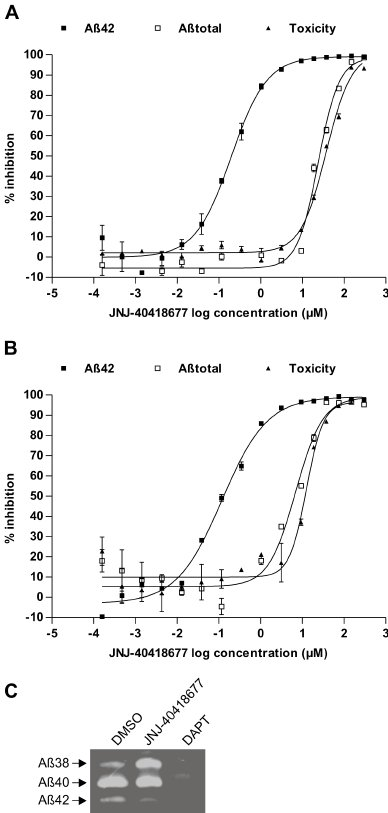 A
Aß42 Aßtotal Toxicity
100
90
80
70
60
50
40
30
20
10
0
-10
% inhibition
-5 -4 -3 -2 -1 0 1 2 3
JNJ-40418677 log concentration (µM)
B
Aß42 Aßtotal Toxicity
100
90
80
70
60
50
40
30
20
10
0
-10
% inhibition
-5 -4 -3 -2 -1 0 1 2 3
JNJ-40418677 log concentration (µM)
C
DMSO JNJ-40418677 DAPT
Aß38
Aß40
Aß42